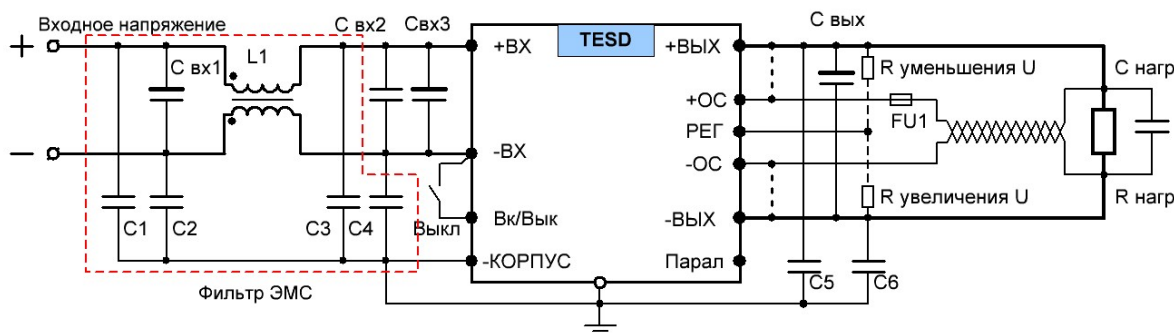 Входное напряжение
C вх2
Cвх3
TESD
C вых
+
L1
+ВХ
+ВЫХ
C вх1
R уменьшения U
C нагр
+ОС
FU1
РЕГ
−
-ВХ
-ОС
R увеличения U
R нагр
C1
C2
C3
C4
Выкл
Вк/Вык
-ВЫХ
-КОРПУС
Парал
C5
C6
Фильтр ЭМС